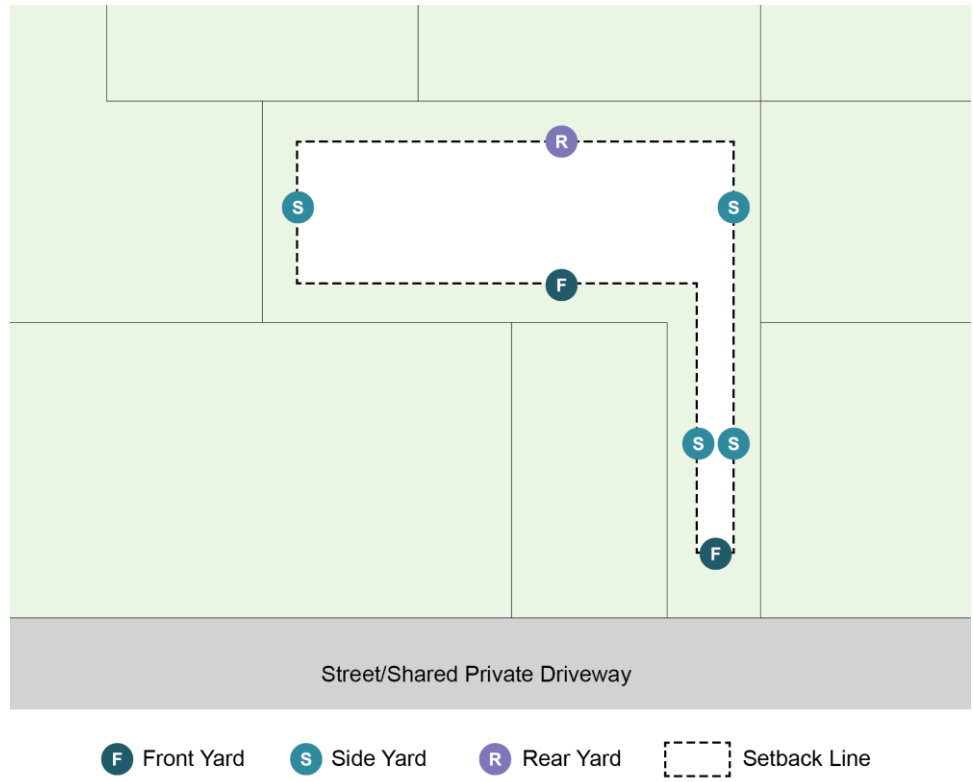 R
S S
F
S S
F
Street/Shared Private Driveway
F Front Yard S Side Yard R Rear Yard Setback Line